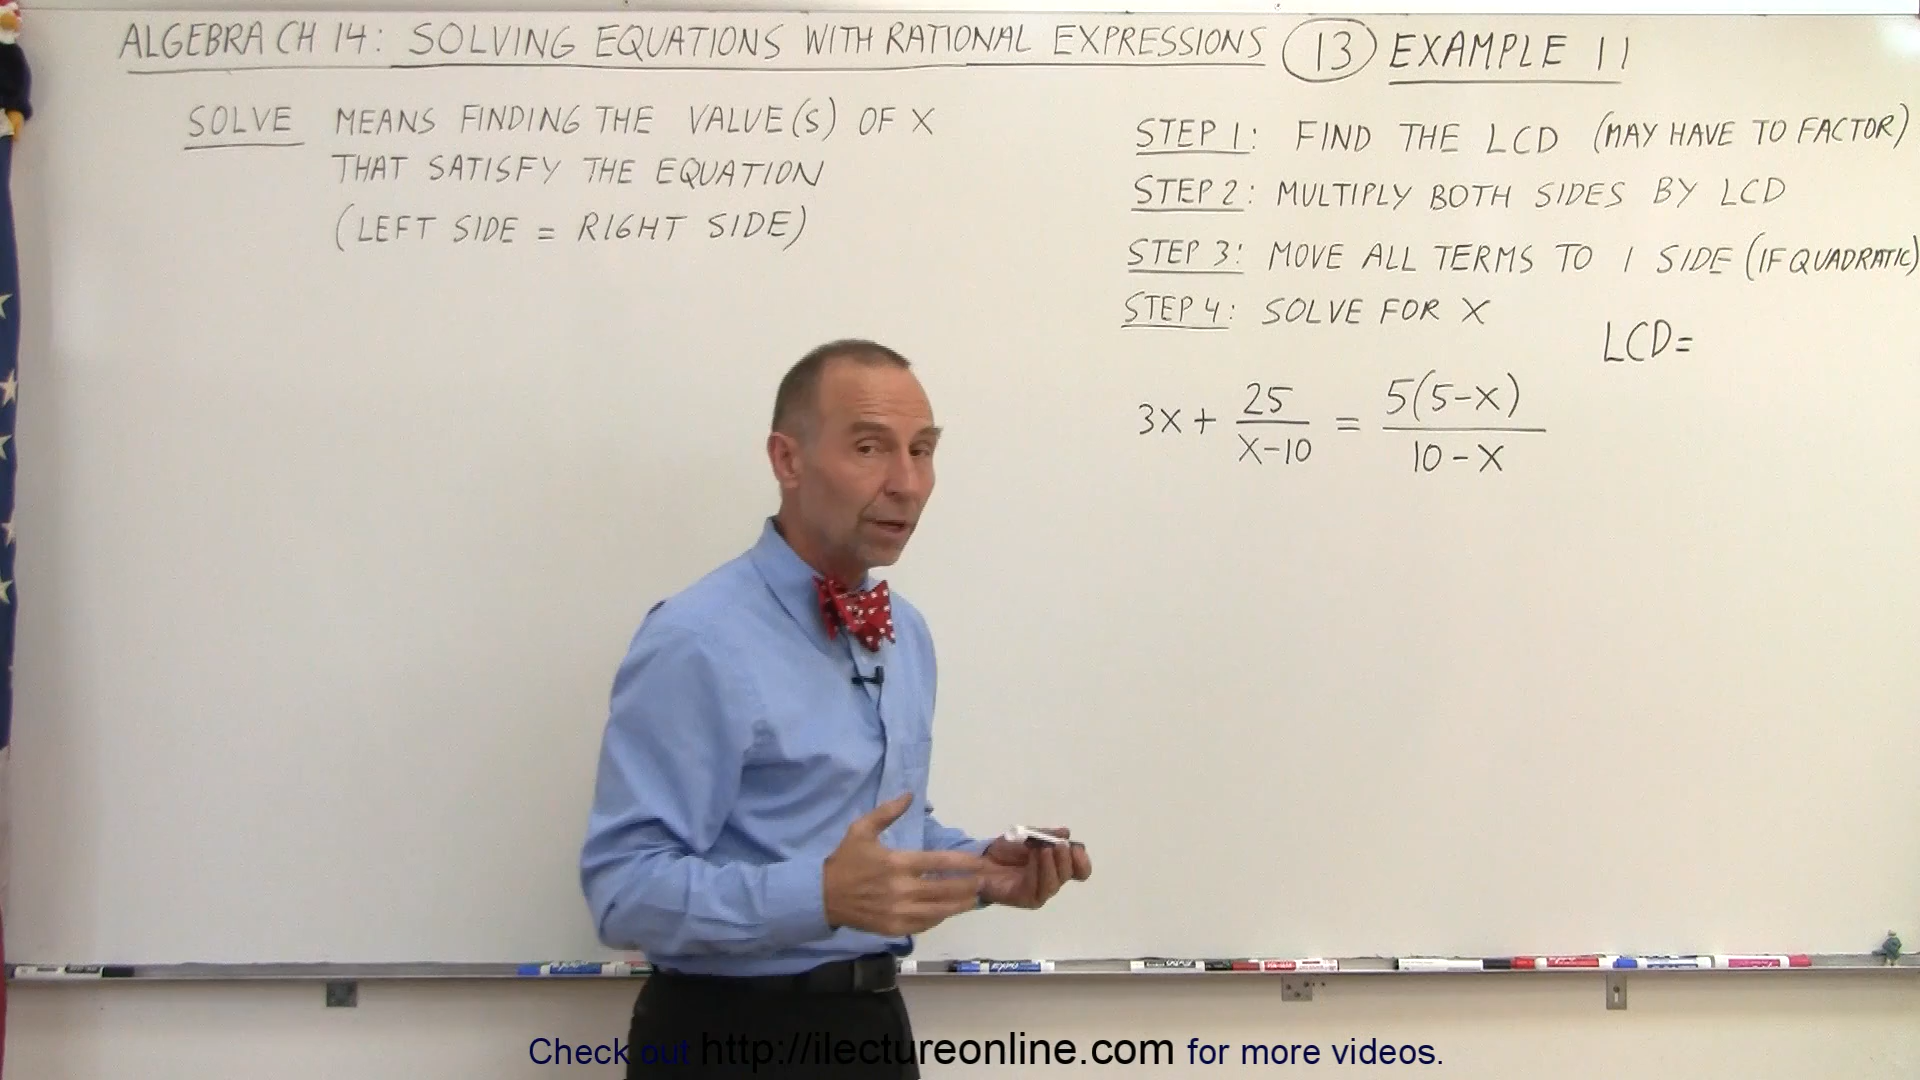 ALGEBRA CH 14: SOLVING EQUATIONS WITH RATIONAL EXPRESSIONS 13 EXAMPLE 11
SOLVE MEANS FINDING THE VALUE(S) OF X
THAT SATISFY THE EQUATION
(LEFT SIDE = RIGHT SIDE)
STEP 1: FIND THE LCD (MAY HAVE TO FACTOR)
STEP 2: MULTIPLY BOTH SIDES BY LCD
STEP 3: MOVE ALL TERMS TO 1 SIDE (IF QUADRATIC)
STEP 4: SOLVE FOR X
LCD=
3X + 25/(X-10) = 5(5-X)/(10-X)
EXPO
Check out http://ilectureonline.com for more videos.